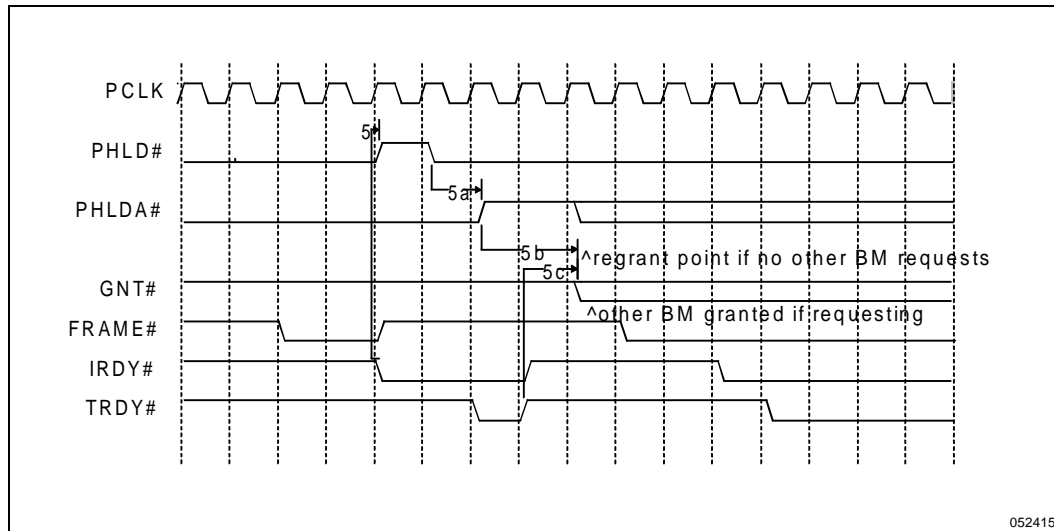 PCLK
5
PHLD#
5a
PHLDA#
5b
^regrant point if no other BM requests
5c
GNT#
^other BM granted if requesting
FRAME#
IRDY#
TRDY#
052415